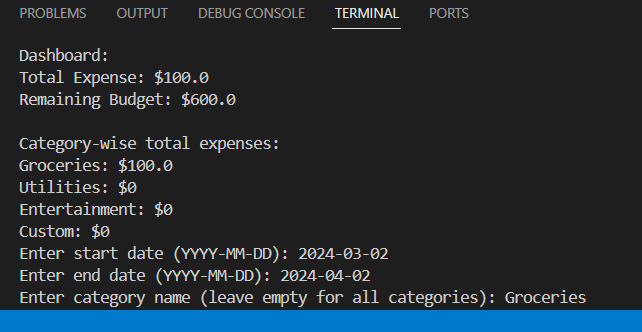 PROBLEMS OUTPUT DEBUG CONSOLE TERMINAL PORTS
Dashboard:
Total Expense: $100.0
Remaining Budget: $600.0
Category-wise total expenses:
Groceries: $100.0
Utilities: $0
Entertainment: $0
Custom: $0
Enter start date (YYYY-MM-DD): 2024-03-02
Enter end date (YYYY-MM-DD): 2024-04-02
Enter category name (leave empty for all categories): Groceries